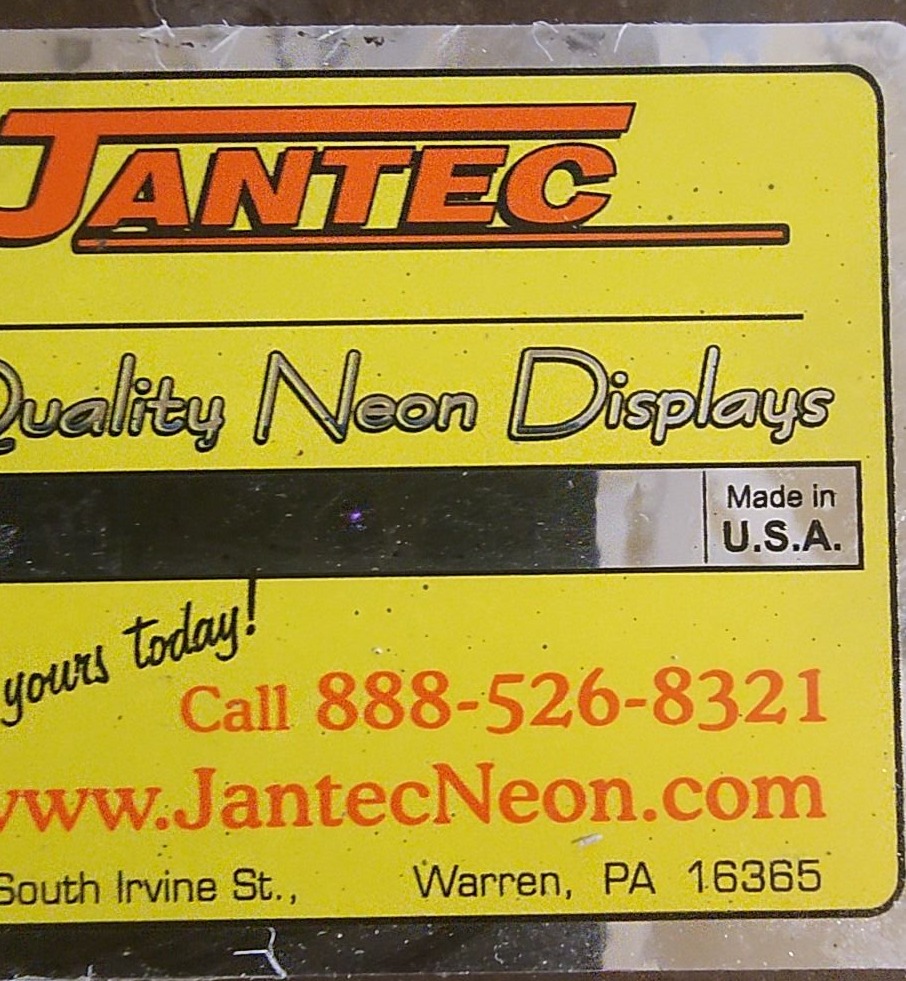 JANTEC
Quality Neon Displays
Made in
U.S.A.
yours today!
Call 888-526-8321
www.JantecNeon.com
South Irvine St., Warren, PA 16365